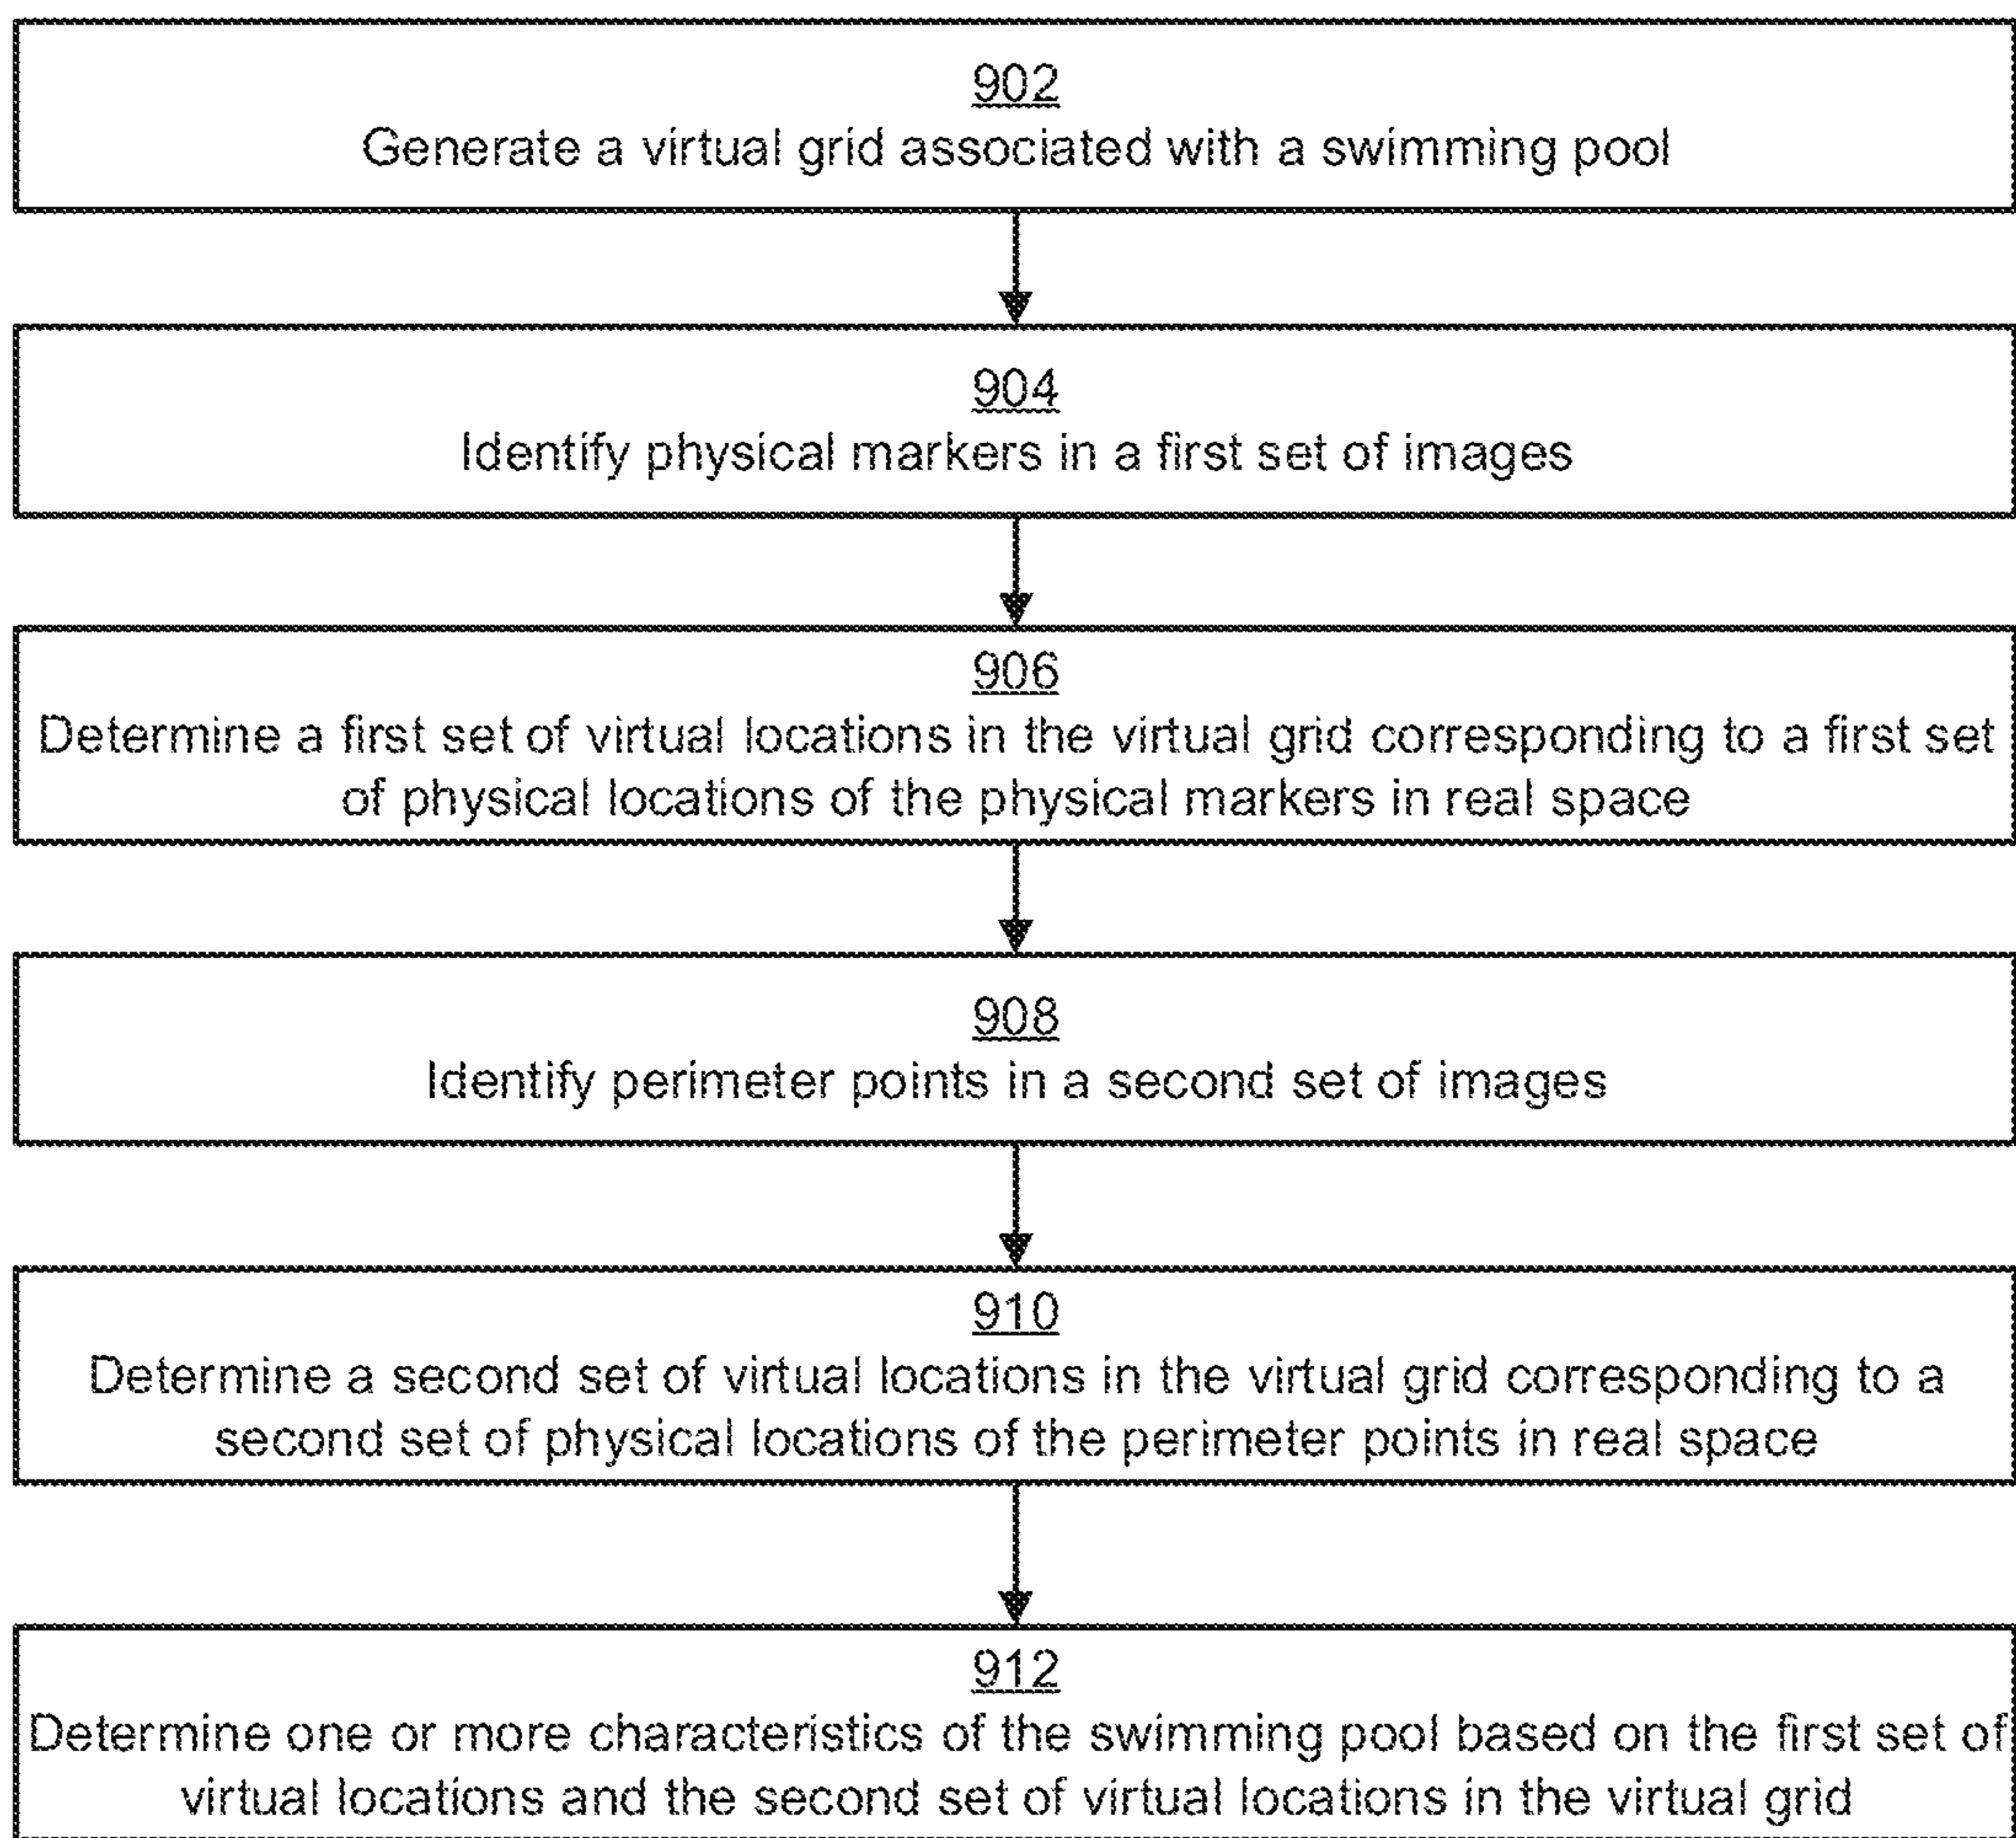 902
Generate a virtual grid associated with a swimming pool
904
Identify physical markers in a first set of images
906
Determine a first set of virtual locations in the virtual grid corresponding to a first set
of physical locations of the physical markers in real space
908
Identify perimeter points in a second set of images
910
Determine a second set of virtual locations in the virtual grid corresponding to a
second set of physical locations of the perimeter points in real space
912
Determine one or more characteristics of the swimming pool based on the first set of
virtual locations and the second set of virtual locations in the virtual grid